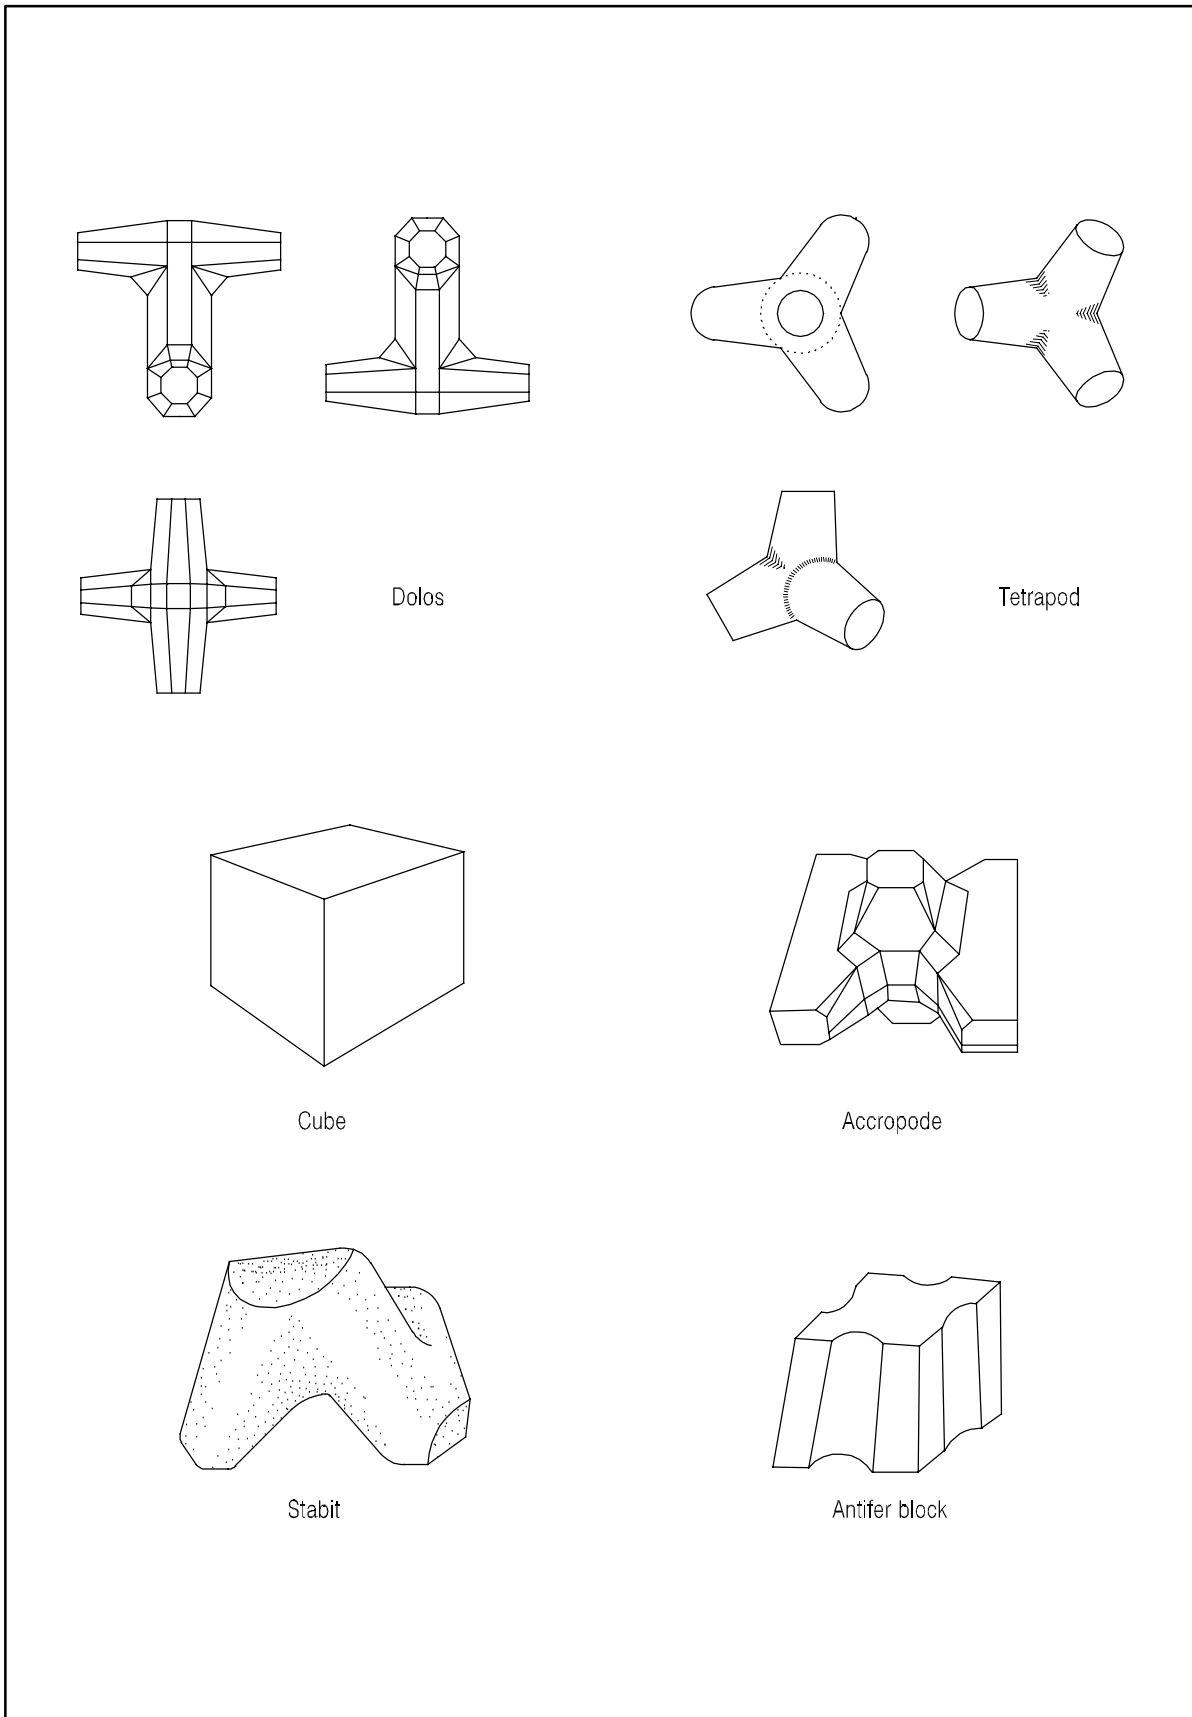 Dolos
Tetrapod
Cube
Accropode
Stabit
Antifer block